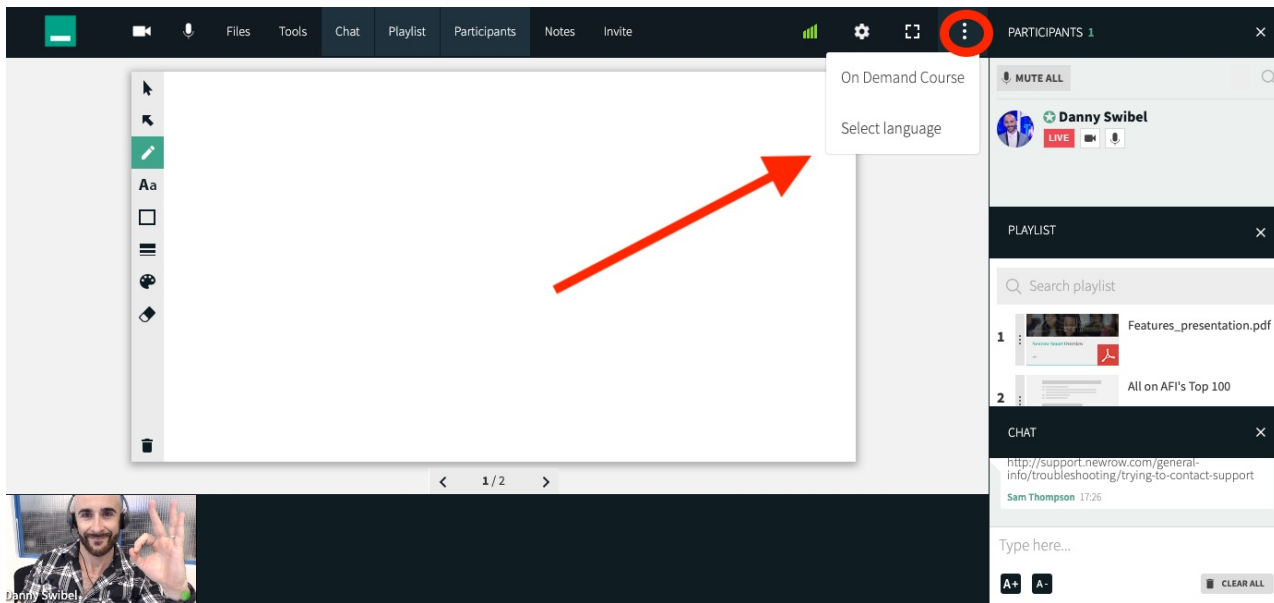 Files Tools Chat Playlist Participants Notes Invite
On Demand Course
Select language
Aa
1 / 2
Danny Swibel
PARTICIPANTS 1
MUTE ALL
Danny Swibel
LIVE
PLAYLIST
Search playlist
1
Features_presentation.pdf
2
All on AFI's Top 100
CHAT
http://support.newrow.com/general-
info/troubleshooting/trying-to-contact-support
Sam Thompson 17:26
Type here...
A+ A-
CLEAR ALL